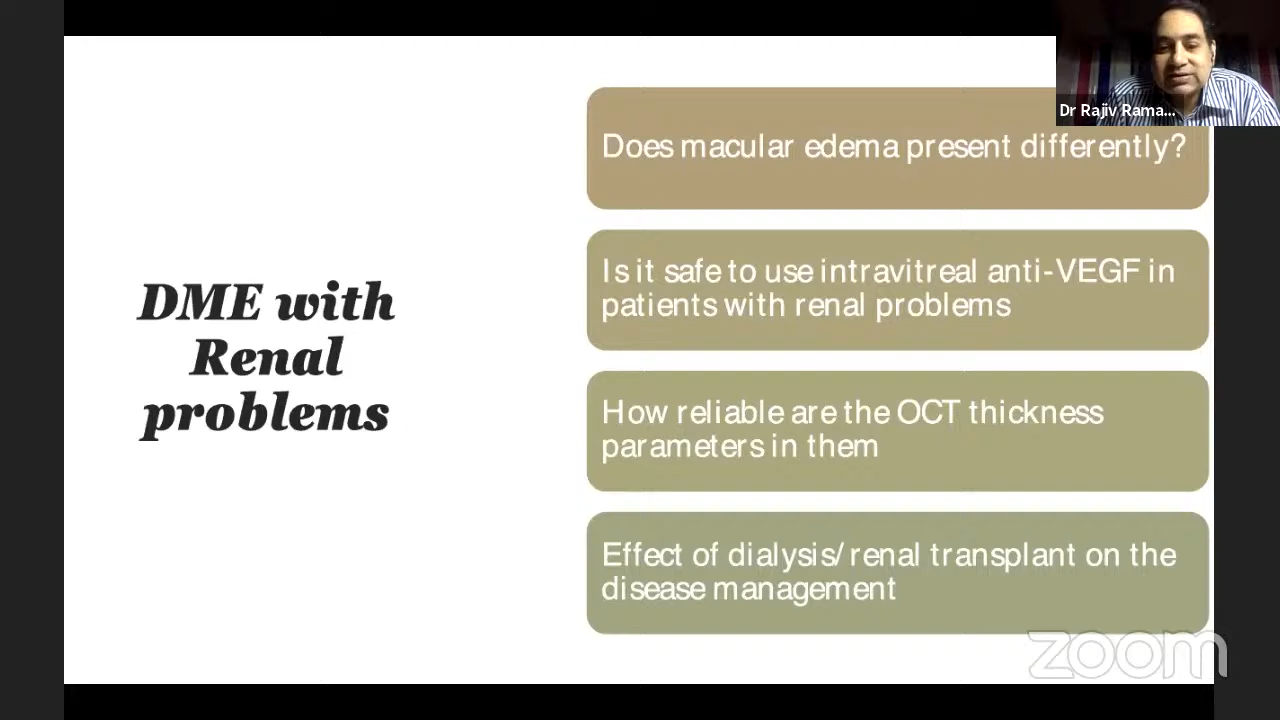 DME with
Renal
problems
Dr Rajiv Rama...
Does macular edema present differently?
Is it safe to use intravitreal anti-VEGF in
patients with renal problems
How reliable are the OCT thickness
parameters in them
Effect of dialysis/ renal transplant on the
disease management
zoom